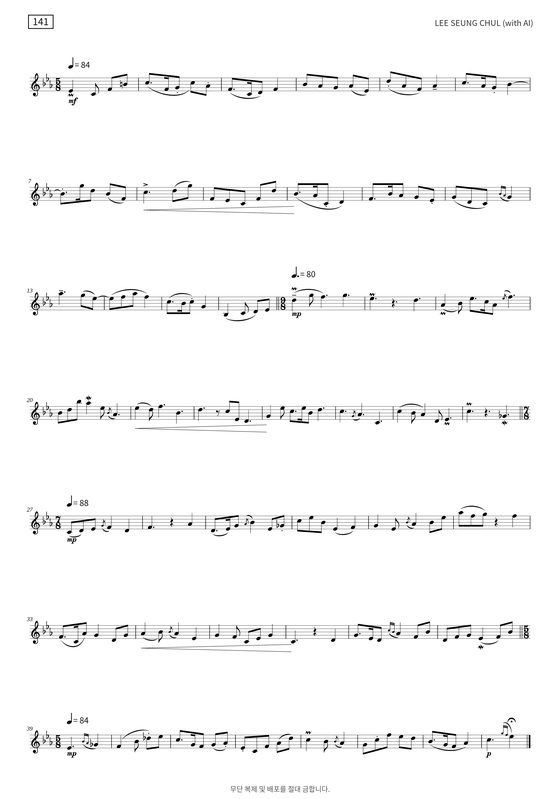 141
LEE SEUNG CHUL (with AI)
= 84
mf
7
13
= 80
mp
20
27
= 88
mp
33
39
= 84
mp
p
무단 복제 및 배포를 절대 금합니다.